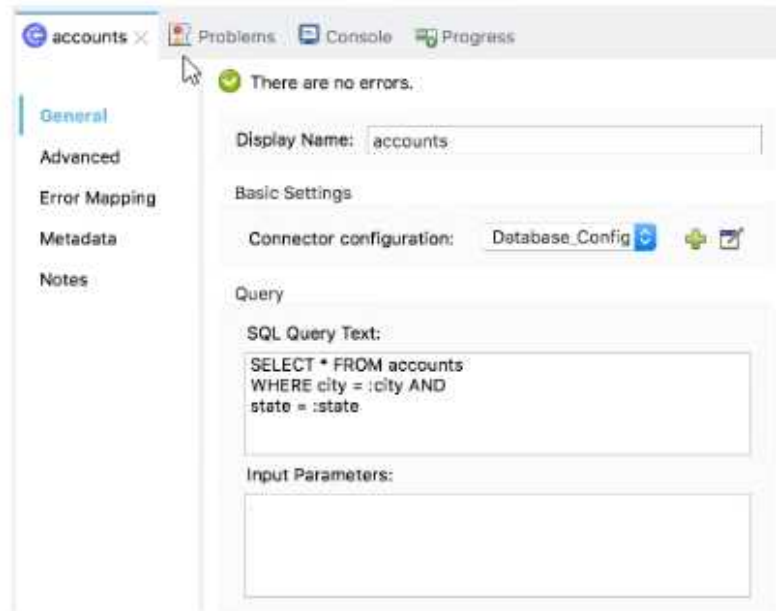 accounts
Problems
Console
Progress
There are no errors.
General
Advanced
Error Mapping
Metadata
Notes
Display Name: accounts
Basic Settings
Connector configuration: Database_Config
Query
SQL Query Text:
SELECT * FROM accounts
WHERE city = :city AND
state = :state
Input Parameters: